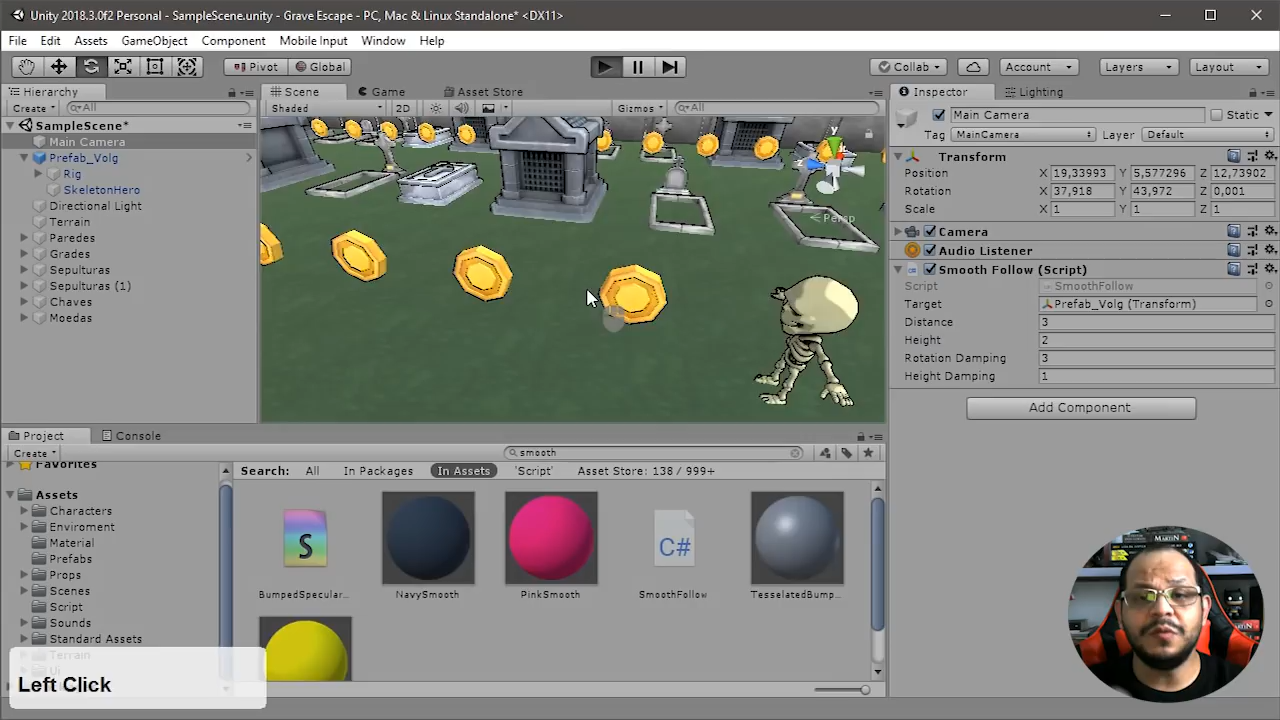 Unity 2018.3.0f2 Personal - SampleScene.unity - Grave Escape - PC, Mac & Linux Standalone* <DX11>
File Edit Assets GameObject Component Mobile Input Window Help
Pivot Global Collab Account Layers Layout
Hierarchy Scene Game Asset Store Inspector Lighting
Create All Shaded 2D Gizmos All
SampleScene*
Main Camera
Prefab_Volg
Rig
SkeletonHero
Directional Light
Terrain
Paredes
Grades
Sepulturas
Sepulturas (1)
Chaves
Moedas
y
Persp
Main Camera Static
Tag MainCamera Layer Default
Transform
Position X 19,33993 Y 5,577296 Z 12,73902
Rotation X 37,918 Y 43,972 Z 0,001
Scale X 1 Y 1 Z 1
Camera
Audio Listener
Smooth Follow (Script)
Script SmoothFollow
Target Prefab_Volg (Transform)
Distance 3
Height 2
Rotation Damping 3
Height Damping 1
Add Component
Project Console
Create smooth
Favorites
Assets
Characters
Enviroment
Material
Prefabs
Props
Scenes
Script
Sounds
Standard Assets
Terrain
Ui
Search: All In Packages In Assets 'Script' Asset Store: 138 / 999+
S
C#
BumpedSpecular... NavySmooth PinkSmooth SmoothFollow TesselatedBump...
Left Click
MARTIN